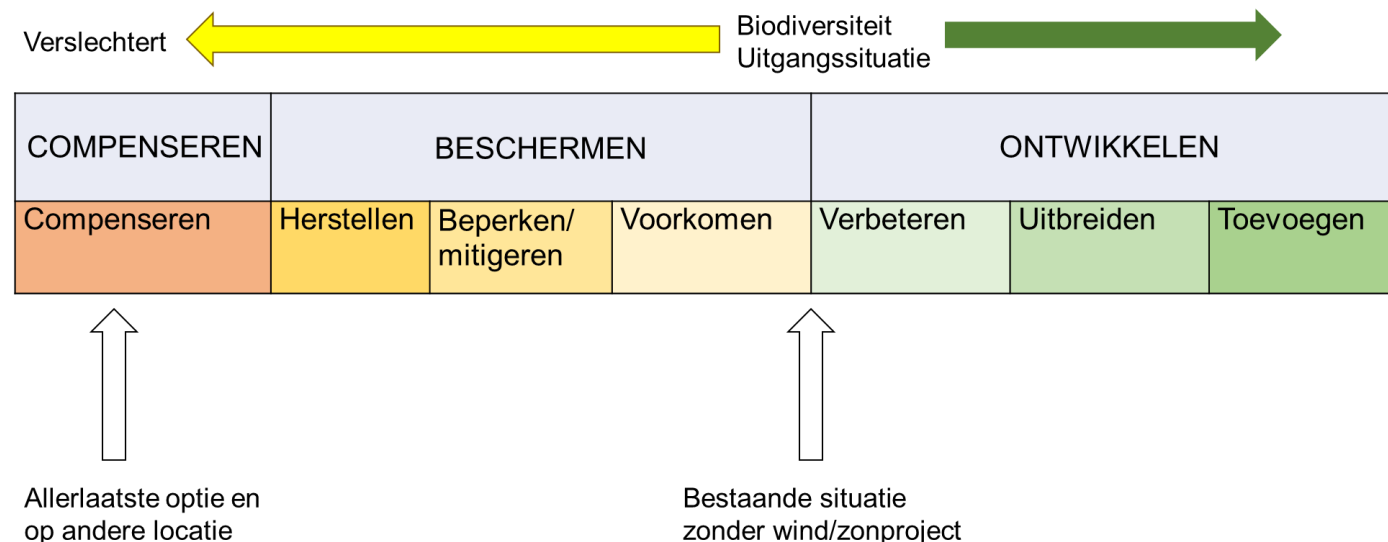 Verslechtert
Biodiversiteit
Uitgangssituatie
COMPENSEREN
BESCHERMEN
ONTWIKKELEN
Compenseren
Herstellen
Beperken/
mitigeren
Voorkomen
Verbeteren
Uitbreiden
Toevoegen
Allerlaatste optie en
op andere locatie
Bestaande situatie
zonder wind/zonproject